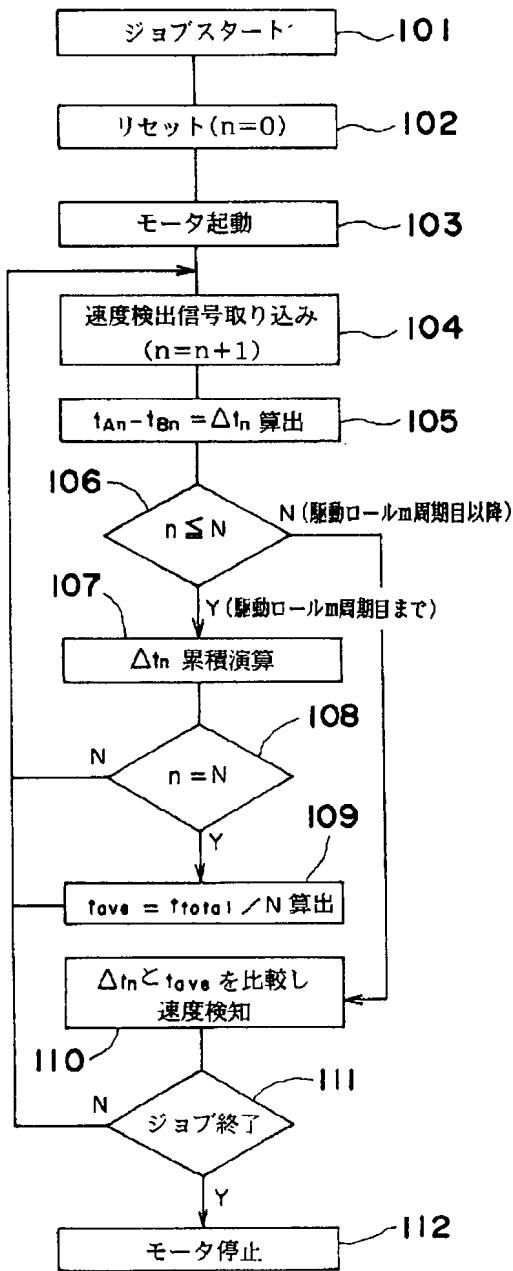 ジョブスタート
101
リセット(n=0)
102
モータ起動
103
速度検出信号取り込み
(n=n+1)
104
tAn-tBn=Δtn 算出
105
106
n≦N
N(駆動ロールm周期目以降)
Y(駆動ロールm周期目まで)
107
Δtn 累積演算
108
N
n=N
Y
109
tave=ttotal/N 算出
Δtnとtaveを比較し
速度検知
110
111
N
ジョブ終了
Y
モータ停止
112